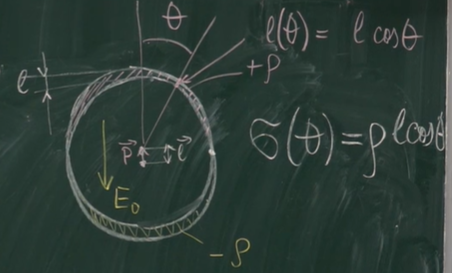 θ
ℓ(θ) = ℓ cosθ
+ρ
e
σ(θ) = ρ ℓ cosθ
P⃗ ℓ⃗
E₀
-ρ